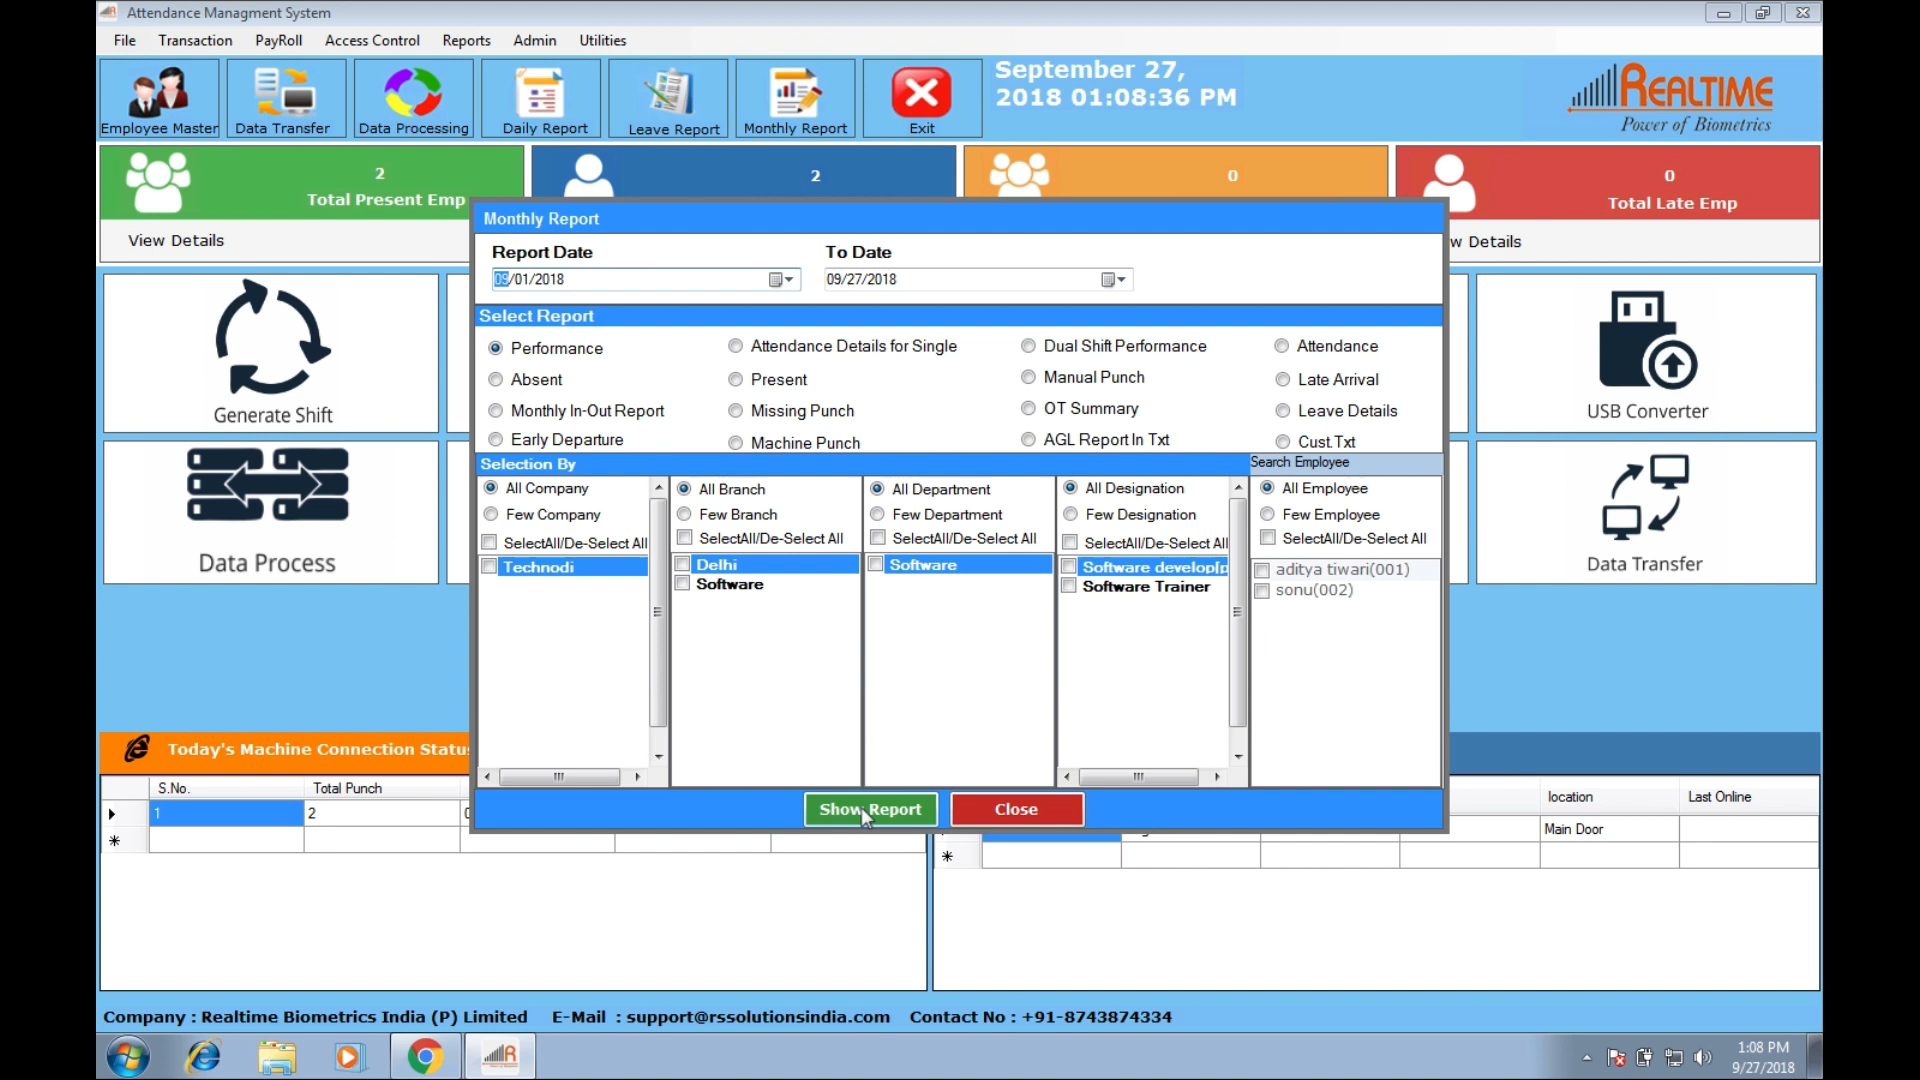 Attendance Managment System
File Transaction PayRoll Access Control Reports Admin Utilities
Employee Master Data Transfer Data Processing Daily Report Leave Report Monthly Report Exit
September 27,
2018 01:08:36 PM
REALTIME
Power of Biometrics
2
Total Present Emp
2
0
0
Total Late Emp
View Details
w Details
Monthly Report
Report Date To Date
09/01/2018 09/27/2018
Select Report
Performance Attendance Details for Single Dual Shift Performance Attendance
Absent Present Manual Punch Late Arrival
Monthly In-Out Report Missing Punch OT Summary Leave Details
Early Departure Machine Punch AGL Report In Txt Cust.Txt
Selection By Search Employee
All Company All Branch All Department All Designation All Employee
Few Company Few Branch Few Department Few Designation Few Employee
SelectAll/De-Select All SelectAll/De-Select All SelectAll/De-Select All SelectAll/De-Select All SelectAll/De-Select All
Technodi Delhi Software Software develop[p aditya tiwari(001)
Software Software Trainer sonu(002)
Show Report Close
Generate Shift
USB Converter
Data Process
Data Transfer
Today's Machine Connection Status
S.No. Total Punch
1 2
location Last Online
Main Door
Company : Realtime Biometrics India (P) Limited E-Mail : support@rssolutionsindia.com Contact No : +91-8743874334
1:08 PM
9/27/2018